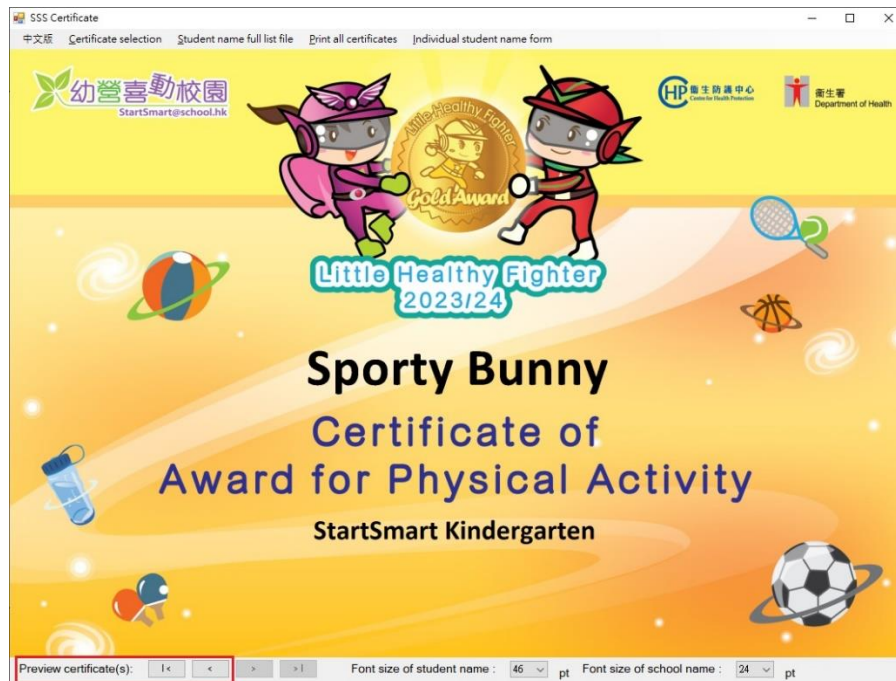 SSS Certificate
中文版 Certificate selection Student name full list file Print all certificates Individual student name form
幼營喜動校園
StartSmart@school.hk
Little Healthy Fighter
Gold Award
CHP 衞生防護中心
Centre for Health Protection
衞生署
Department of Health
Little Healthy Fighter
2023/24
Sporty Bunny
Certificate of
Award for Physical Activity
StartSmart Kindergarten
Preview certificate(s): |< < > >| Font size of student name : 46 pt Font size of school name : 24 pt